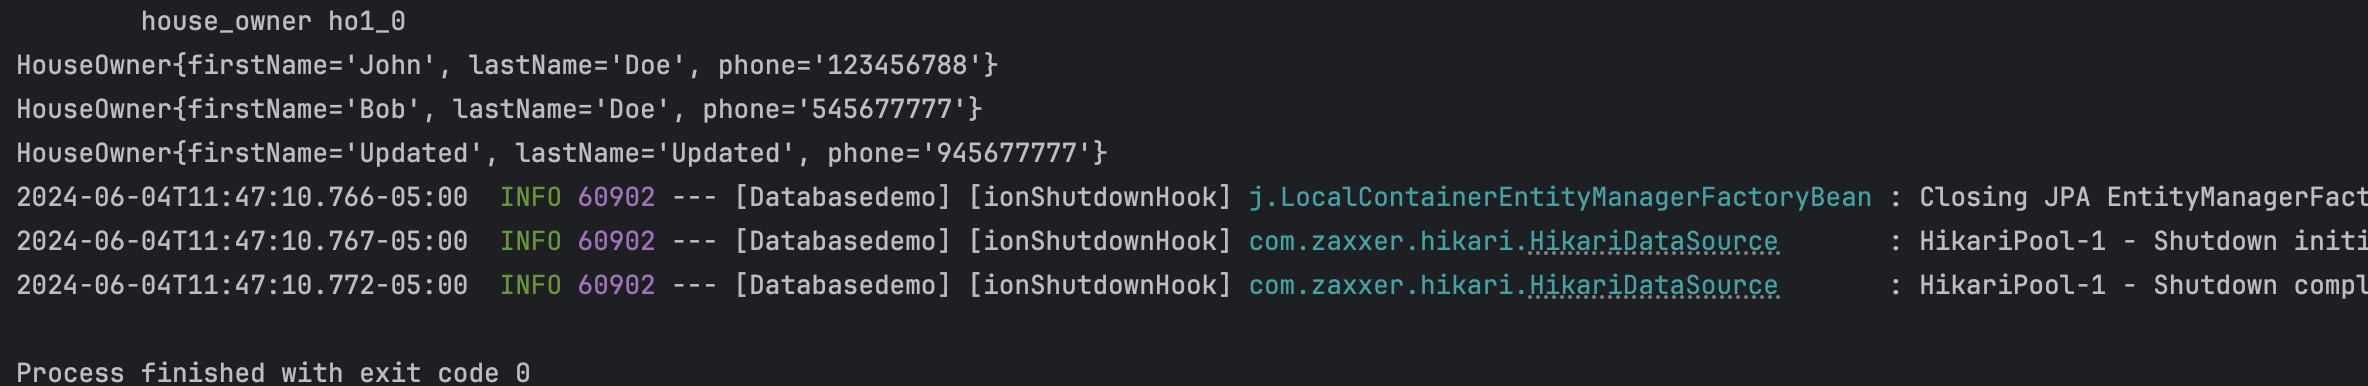 house_owner ho1_0
HouseOwner{firstName='John', lastName='Doe', phone='123456788'}
HouseOwner{firstName='Bob', lastName='Doe', phone='545677777'}
HouseOwner{firstName='Updated', lastName='Updated', phone='945677777'}
2024-06-04T11:47:10.766-05:00  INFO 60902 --- [Databasedemo] [ionShutdownHook] j.LocalContainerEntityManagerFactoryBean : Closing JPA EntityManagerFact
2024-06-04T11:47:10.767-05:00  INFO 60902 --- [Databasedemo] [ionShutdownHook] com.zaxxer.hikari.HikariDataSource       : HikariPool-1 - Shutdown initi
2024-06-04T11:47:10.772-05:00  INFO 60902 --- [Databasedemo] [ionShutdownHook] com.zaxxer.hikari.HikariDataSource       : HikariPool-1 - Shutdown compl
Process finished with exit code 0